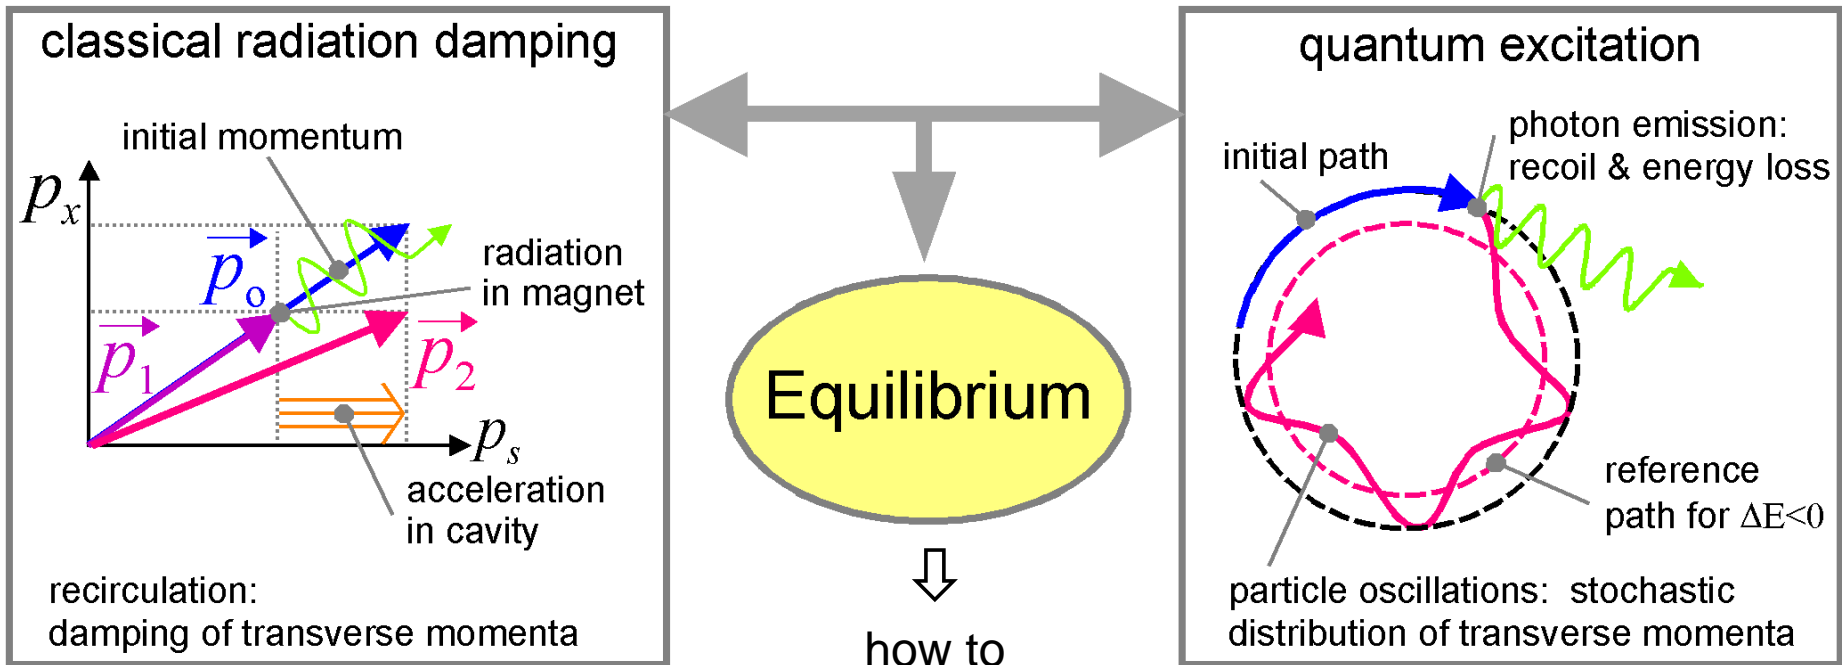 classical radiation damping
initial momentum
p_x
p_o
radiation
in magnet
p_1
p_2
p_s
acceleration
in cavity
recirculation:
damping of transverse momenta
Equilibrium
how to
quantum excitation
photon emission:
recoil & energy loss
initial path
reference
path for ΔE<0
particle oscillations: stochastic
distribution of transverse momenta